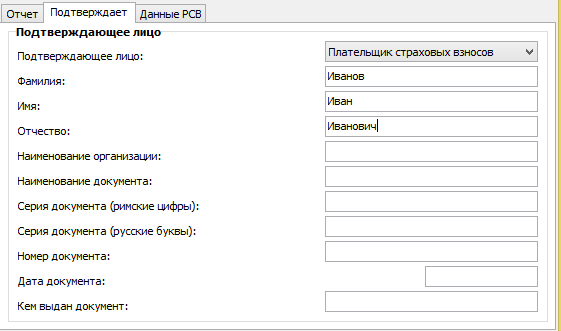 Отчет Подтверждает Данные РСВ
Подтверждающее лицо
Подтверждающее лицо: Плательщик страховых взносов
Фамилия: Иванов
Имя: Иван
Отчество: Иванович
Наименование организации:
Наименование документа:
Серия документа (римские цифры):
Серия документа (русские буквы):
Номер документа:
Дата документа:
Кем выдан документ: